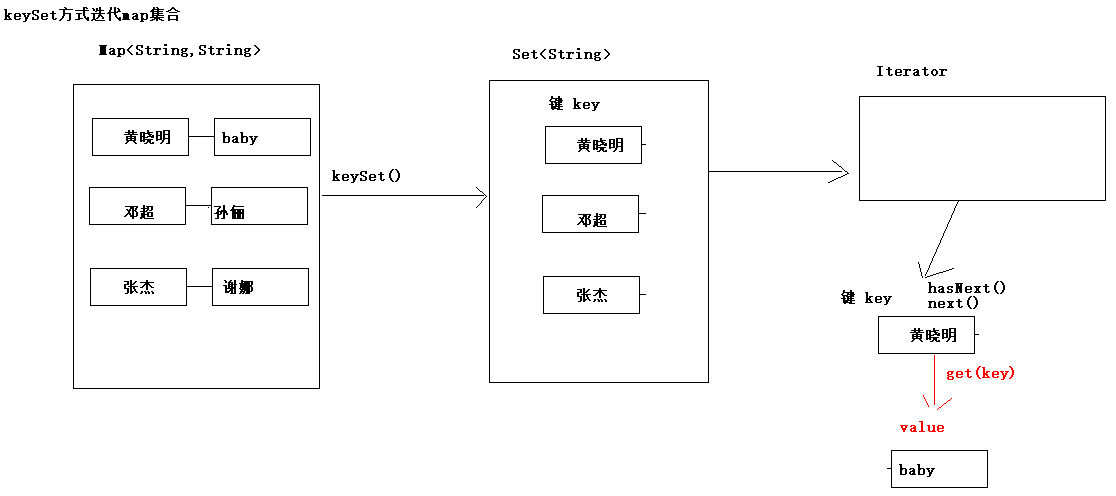 keySet方式迭代map集合
Map<String,String>
黄晓明
baby
邓超
孙俪
张杰
谢娜
keySet()
Set<String>
键 key
黄晓明
邓超
张杰
Iterator
hasNext()
next()
键 key
黄晓明
get(key)
value
baby